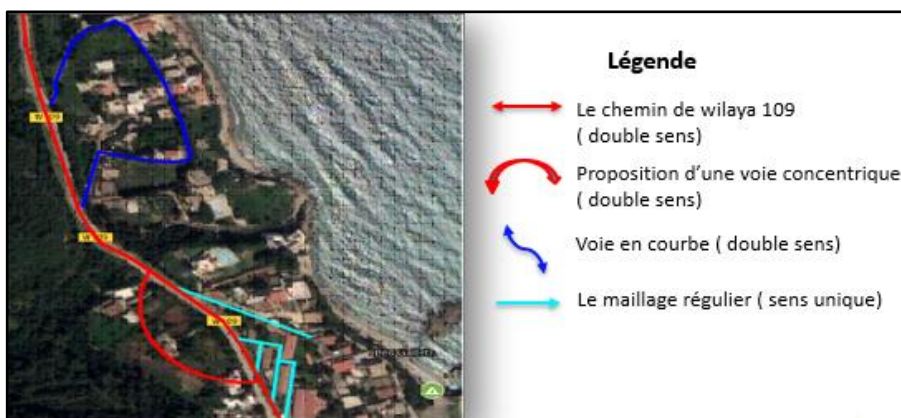 Légende
Le chemin de wilaya 109
( double sens)
Proposition d'une voie concentrique
( double sens)
Voie en courbe ( double sens)
Le maillage régulier ( sens unique)
W 109